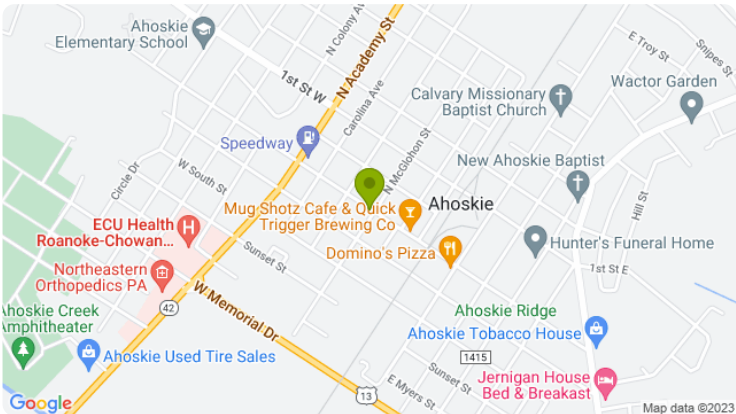 Ahoskie
Elementary School
N Colony Ave
N Academy St
E Troy St
Snipes St
1st St W
Carolina Ave
Calvary Missionary
Baptist Church
Wactor Garden
Speedway
N McGlohon St
New Ahoskie Baptist
Circle Dr
W South St
Hill St
Mug Shotz Cafe & Quick
Trigger Brewing Co
Ahoskie
ECU Health
Roanoke-Chowan...
H
Hunter's Funeral Home
Domino's Pizza
1st St E
Northeastern
Orthopedics PA
Sunset St
W Memorial Dr
42
Ahoskie Creek
Amphitheater
Ahoskie Ridge
Ahoskie Tobacco House
Ahoskie Used Tire Sales
1415
Sunset St
Jernigan House
Bed & Breakast
13
E Myers St
Google
Map data ©2023